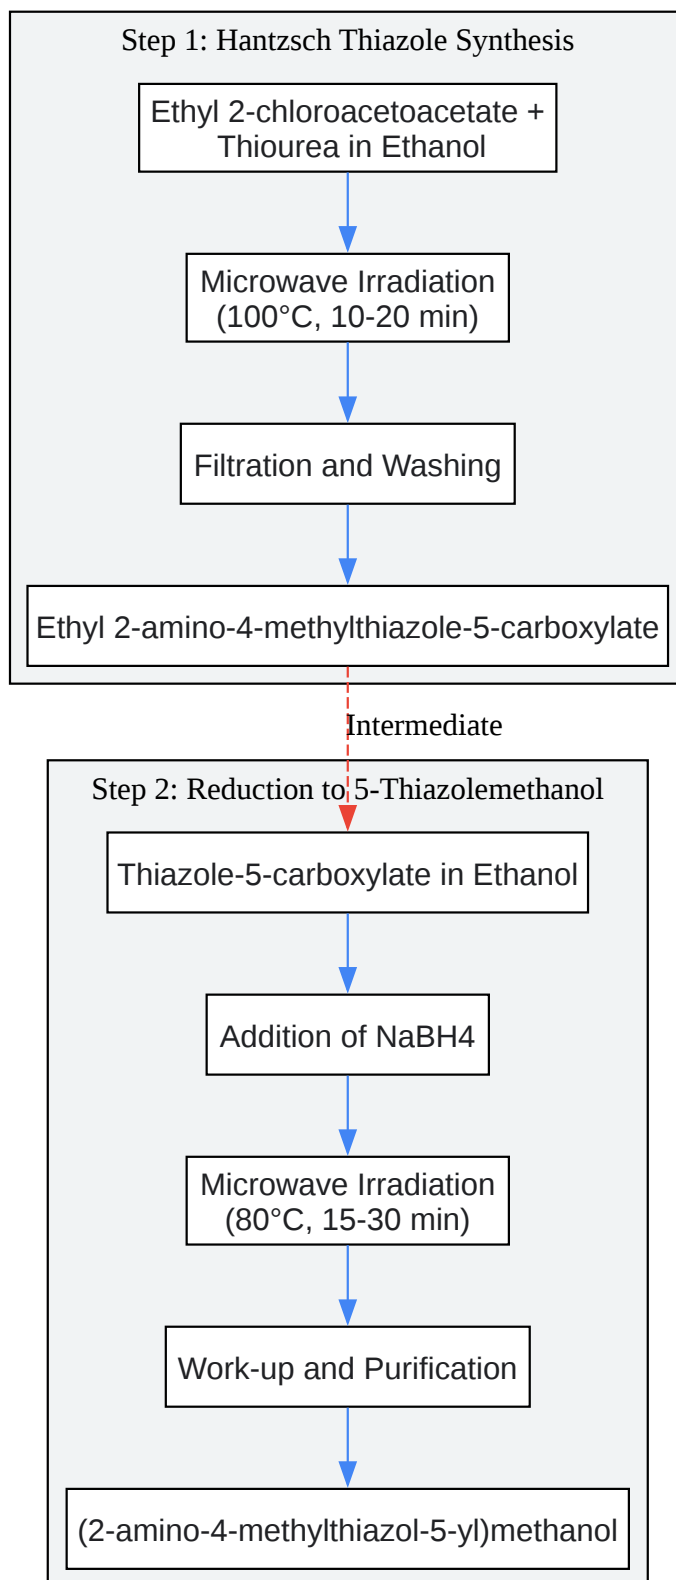 Step 1: Hantzsch Thiazole Synthesis
Ethyl 2-chloroacetoacetate +
Thiourea in Ethanol
Microwave Irradiation
(100°C, 10-20 min)
Filtration and Washing
Ethyl 2-amino-4-methylthiazole-5-carboxylate
Intermediate
Step 2: Reduction to 5-Thiazolemethanol
Thiazole-5-carboxylate in Ethanol
Addition of NaBH4
Microwave Irradiation
(80°C, 15-30 min)
Work-up and Purification
(2-amino-4-methylthiazol-5-yl)methanol